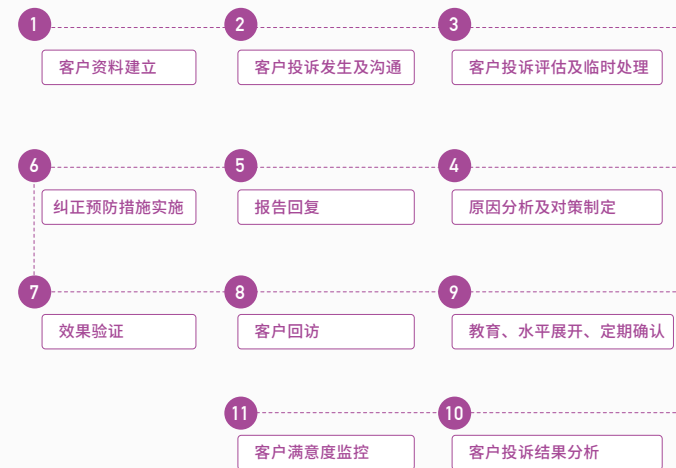 1
客户资料建立
2
客户投诉发生及沟通
3
客户投诉评估及临时处理
6
纠正预防措施实施
5
报告回复
4
原因分析及对策制定
7
效果验证
8
客户回访
9
教育、水平展开、定期确认
11
客户满意度监控
10
客户投诉结果分析